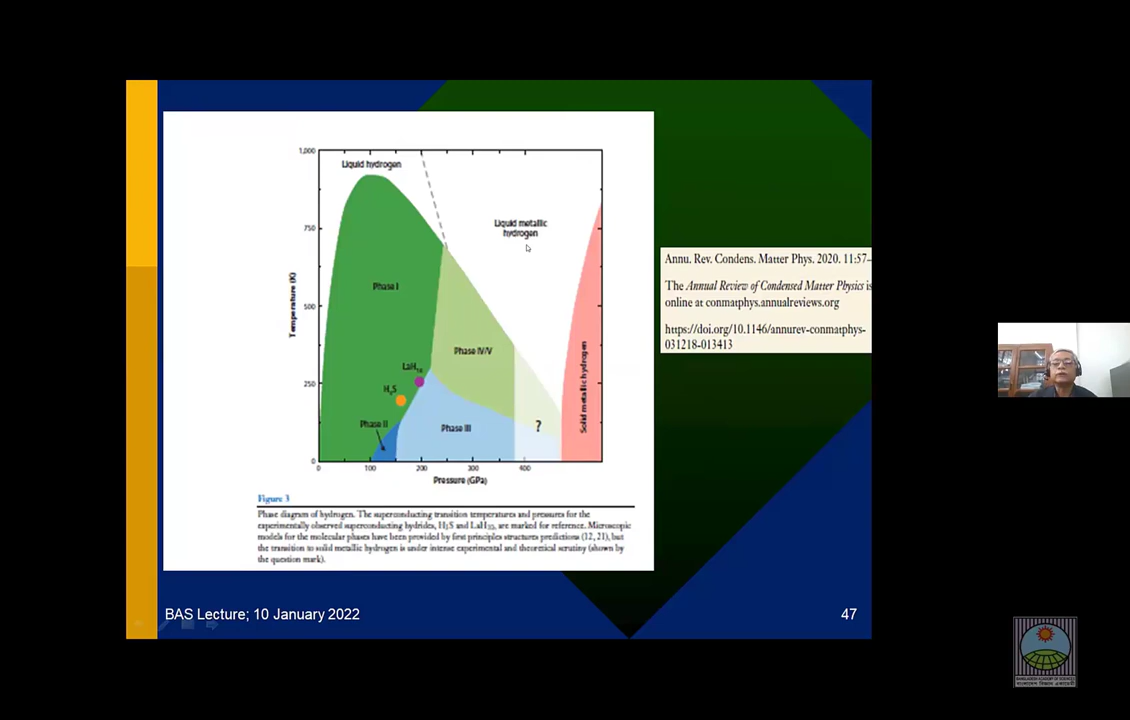 1,000
Liquid hydrogen
750
Liquid metallic
hydrogen
Temperature (K)
Phase I
500
Phase IV/V
LaH10
250
H3S
Phase II
Phase III
?
Solid metallic hydrogen
0
0 100 200 300 400
Pressure (GPa)
Figure 3
Phase diagram of hydrogen. The superconducting transition temperatures and pressures for the
experimentally observed superconducting hydrides, H3S and LaH10, are marked for reference. Microscopic
models for the molecular phases have been provided by first principles structures predictions (12, 21), but
the transition to solid metallic hydrogen is under intense experimental and theoretical scrutiny (shown by
the question mark).
Annu. Rev. Condens. Matter Phys. 2020. 11:57–
The Annual Review of Condensed Matter Physics is
online at conmatphys.annualreviews.org
https://doi.org/10.1146/annurev-conmatphys-
031218-013413
BAS Lecture; 10 January 2022
47